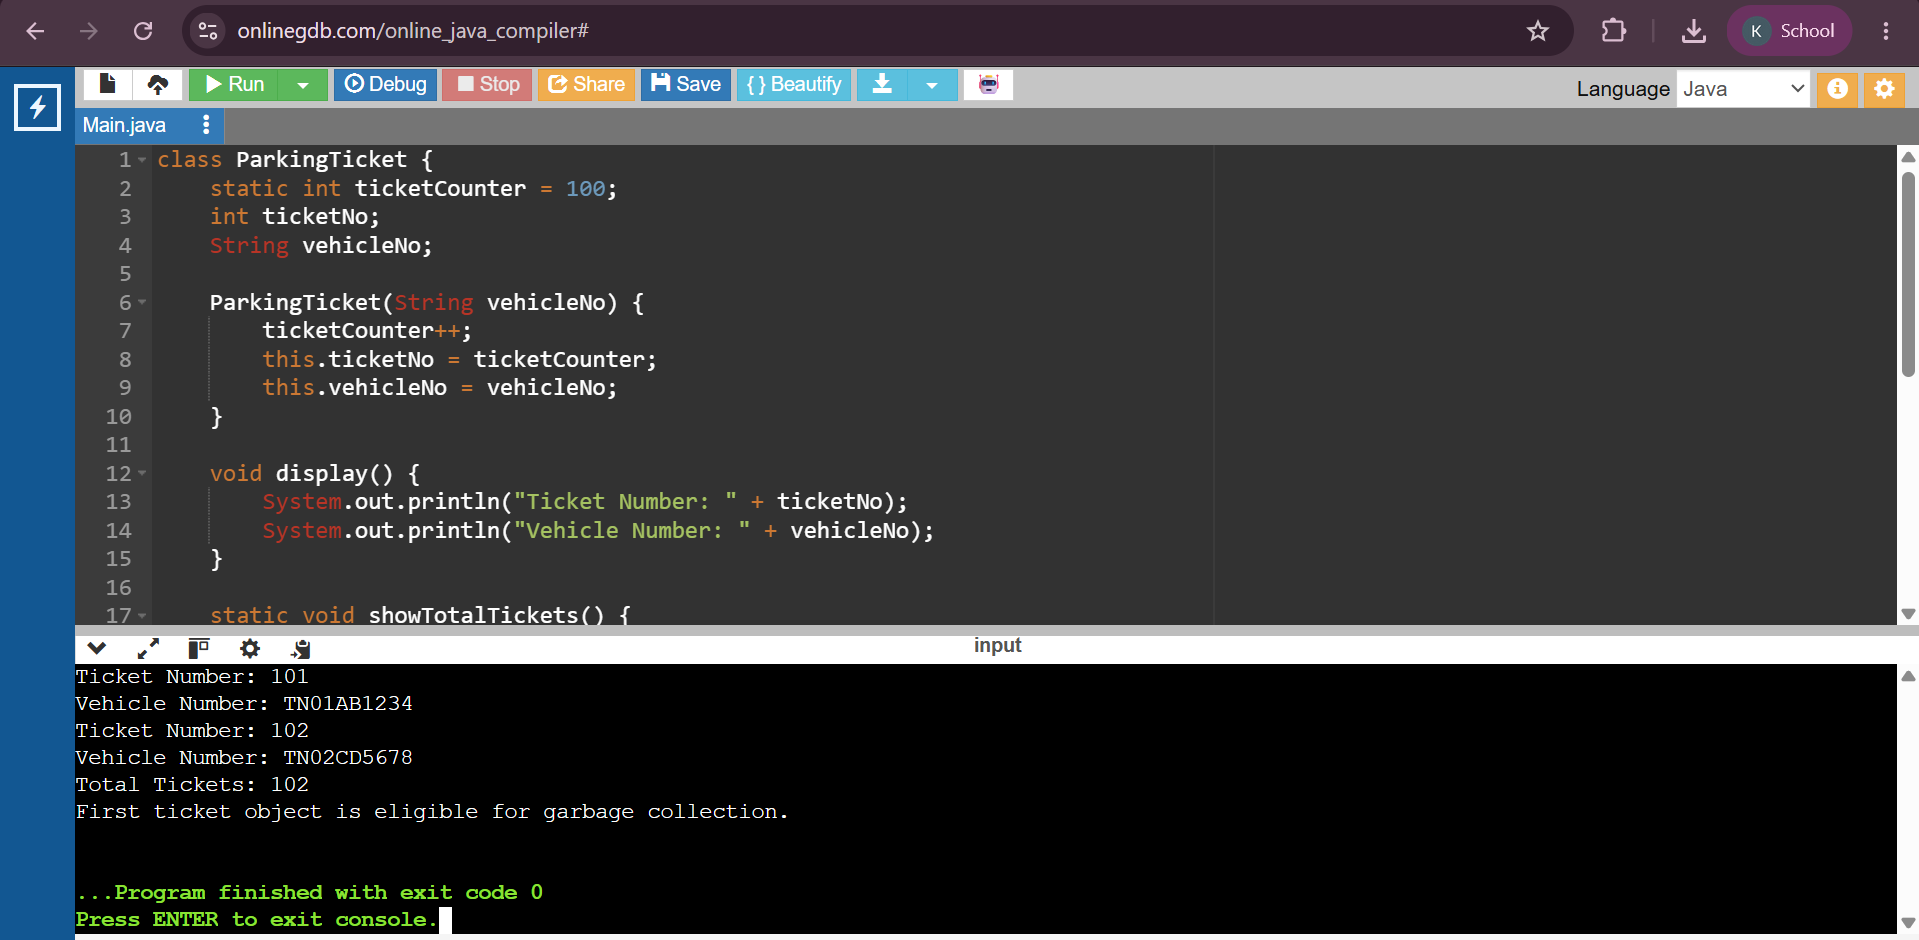 onlinegdb.com/online_java_compiler#
K School
Run Debug Stop Share Save { } Beautify
Language Java
Main.java
1 class ParkingTicket {
2     static int ticketCounter = 100;
3     int ticketNo;
4     String vehicleNo;
5
6     ParkingTicket(String vehicleNo) {
7         ticketCounter++;
8         this.ticketNo = ticketCounter;
9         this.vehicleNo = vehicleNo;
10     }
11
12     void display() {
13         System.out.println("Ticket Number: " + ticketNo);
14         System.out.println("Vehicle Number: " + vehicleNo);
15     }
16
17     static void showTotalTickets() {
input
Ticket Number: 101
Vehicle Number: TN01AB1234
Ticket Number: 102
Vehicle Number: TN02CD5678
Total Tickets: 102
First ticket object is eligible for garbage collection.
...Program finished with exit code 0
Press ENTER to exit console.